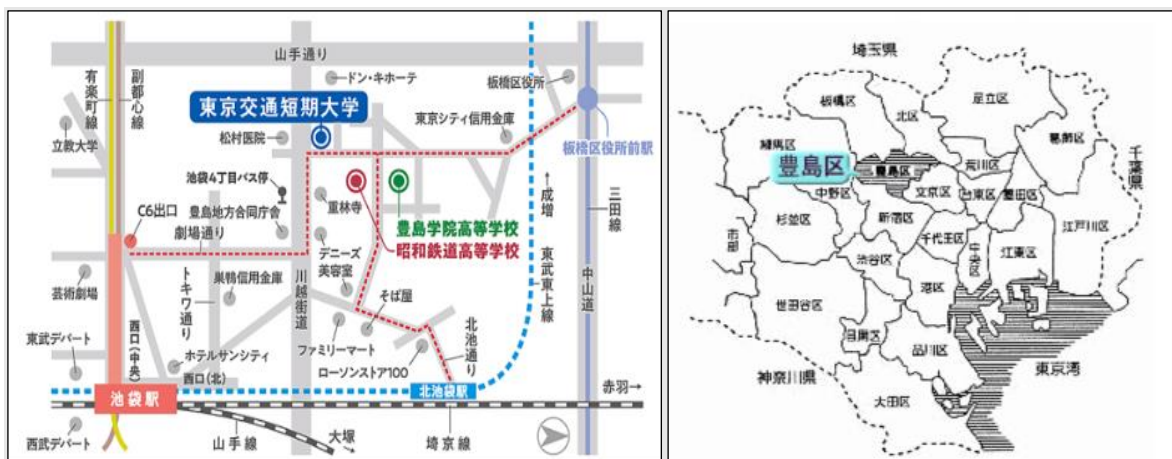 山手通り
有楽町線
副都心線
ドン・キホーテ
板橋区役所
東京交通短期大学
立教大学
松村医院
東京シティ信用金庫
板橋区役所前駅
池袋4丁目バス停
C6出口
豊島地方合同庁舎
劇場通り
重林寺
豊島学院高等学校
昭和鉄道高等学校
←成増
三田線
デニーズ
美容室
芸術劇場
トキワ通り
巣鴨信用金庫
川越街道
そば屋
東武東上線
中山道
東武デパート
西口(中央)
ホテルサンシティ
西口(北)
ファミリーマート
ローソンストア100
北池通り
池袋駅
北池袋駅
赤羽→
西武デパート
山手線
大塚
埼京線
埼玉県
板橋区
北区
足立区
練馬区
葛飾区
豊島区
豊島区
荒川区
千葉県
中野区
文京区
台東区
墨田区
杉並区
新宿区
江戸川区
市部
千代田区
渋谷区
中央区
江東区
港区
世田谷区
目黒区
品川区
東京湾
神奈川県
大田区